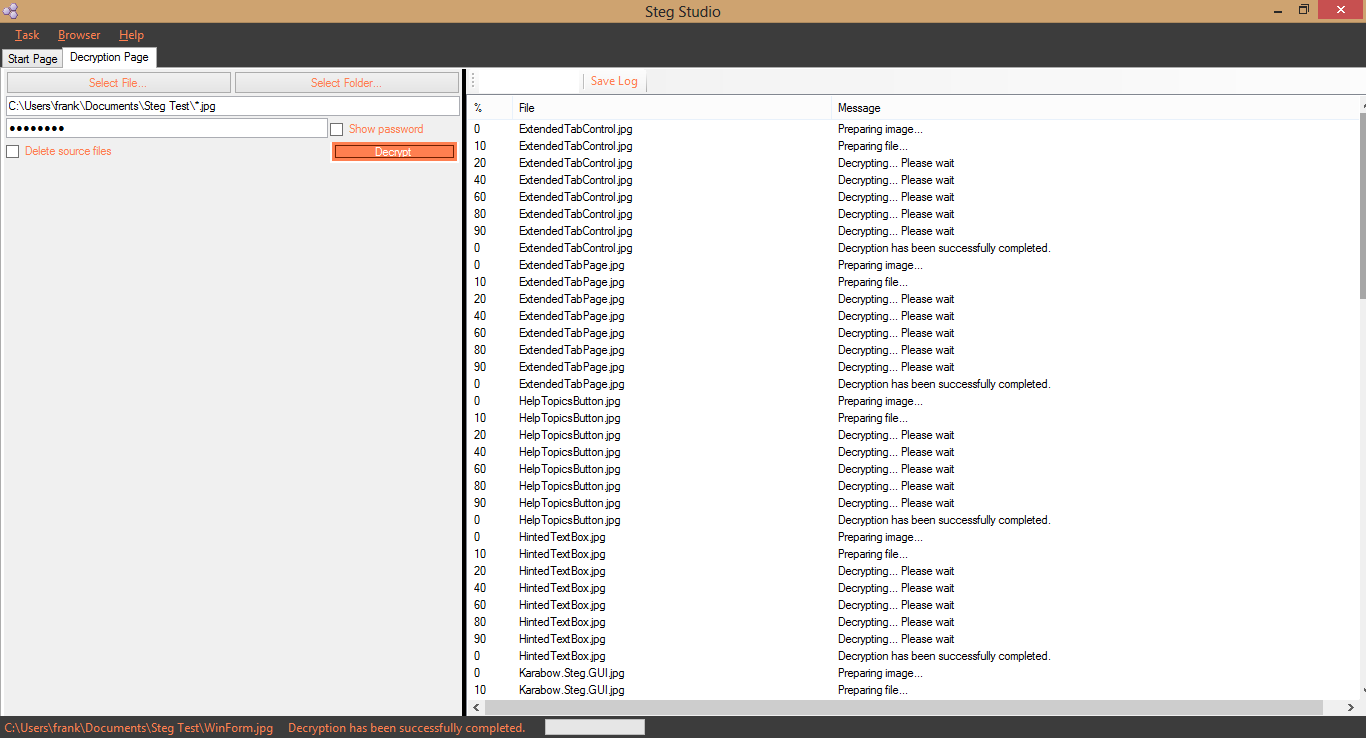 Steg Studio
Task Browser Help
Start Page Decryption Page
Select File... Select Folder...
C:\Users\frank\Documents\Steg Test\*.jpg
●●●●●●●● Show password
Delete source files Decrypt
Save Log
% File Message
0 ExtendedTabControl.jpg Preparing image...
10 ExtendedTabControl.jpg Preparing file...
20 ExtendedTabControl.jpg Decrypting... Please wait
40 ExtendedTabControl.jpg Decrypting... Please wait
60 ExtendedTabControl.jpg Decrypting... Please wait
80 ExtendedTabControl.jpg Decrypting... Please wait
90 ExtendedTabControl.jpg Decrypting... Please wait
0 ExtendedTabControl.jpg Decryption has been successfully completed.
0 ExtendedTabPage.jpg Preparing image...
10 ExtendedTabPage.jpg Preparing file...
20 ExtendedTabPage.jpg Decrypting... Please wait
40 ExtendedTabPage.jpg Decrypting... Please wait
60 ExtendedTabPage.jpg Decrypting... Please wait
80 ExtendedTabPage.jpg Decrypting... Please wait
90 ExtendedTabPage.jpg Decrypting... Please wait
0 ExtendedTabPage.jpg Decryption has been successfully completed.
0 HelpTopicsButton.jpg Preparing image...
10 HelpTopicsButton.jpg Preparing file...
20 HelpTopicsButton.jpg Decrypting... Please wait
40 HelpTopicsButton.jpg Decrypting... Please wait
60 HelpTopicsButton.jpg Decrypting... Please wait
80 HelpTopicsButton.jpg Decrypting... Please wait
90 HelpTopicsButton.jpg Decrypting... Please wait
0 HelpTopicsButton.jpg Decryption has been successfully completed.
0 HintedTextBox.jpg Preparing image...
10 HintedTextBox.jpg Preparing file...
20 HintedTextBox.jpg Decrypting... Please wait
40 HintedTextBox.jpg Decrypting... Please wait
60 HintedTextBox.jpg Decrypting... Please wait
80 HintedTextBox.jpg Decrypting... Please wait
90 HintedTextBox.jpg Decrypting... Please wait
0 HintedTextBox.jpg Decryption has been successfully completed.
0 Karabow.Steg.GUI.jpg Preparing image...
10 Karabow.Steg.GUI.jpg Preparing file...
C:\Users\frank\Documents\Steg Test\WinForm.jpg Decryption has been successfully completed.